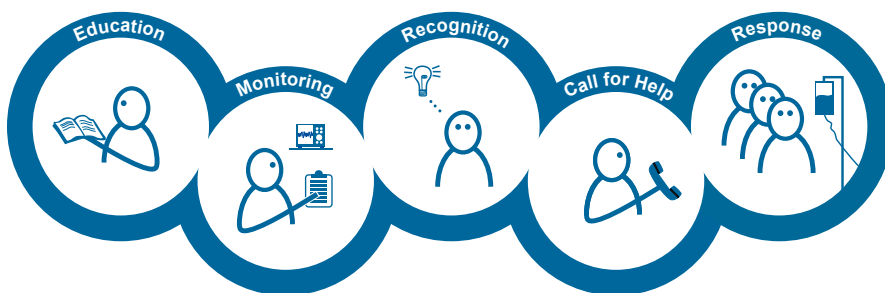 Education
Monitoring
Recognition
Call for Help
Response